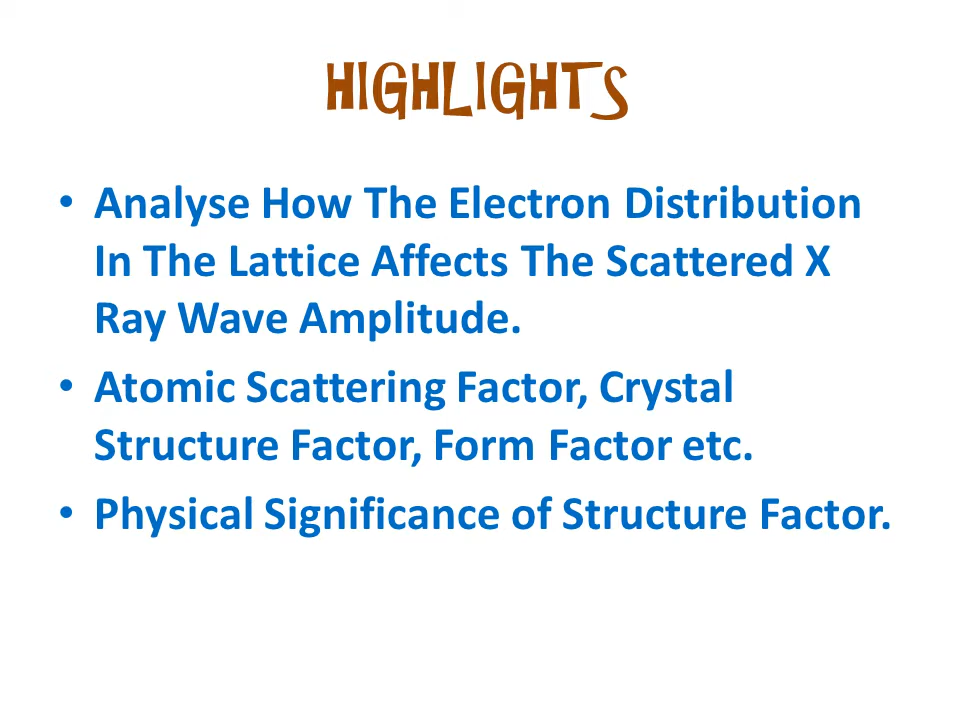 HIGHLIGHTS
• Analyse How The Electron Distribution
In The Lattice Affects The Scattered X
Ray Wave Amplitude.
• Atomic Scattering Factor, Crystal
Structure Factor, Form Factor etc.
• Physical Significance of Structure Factor.